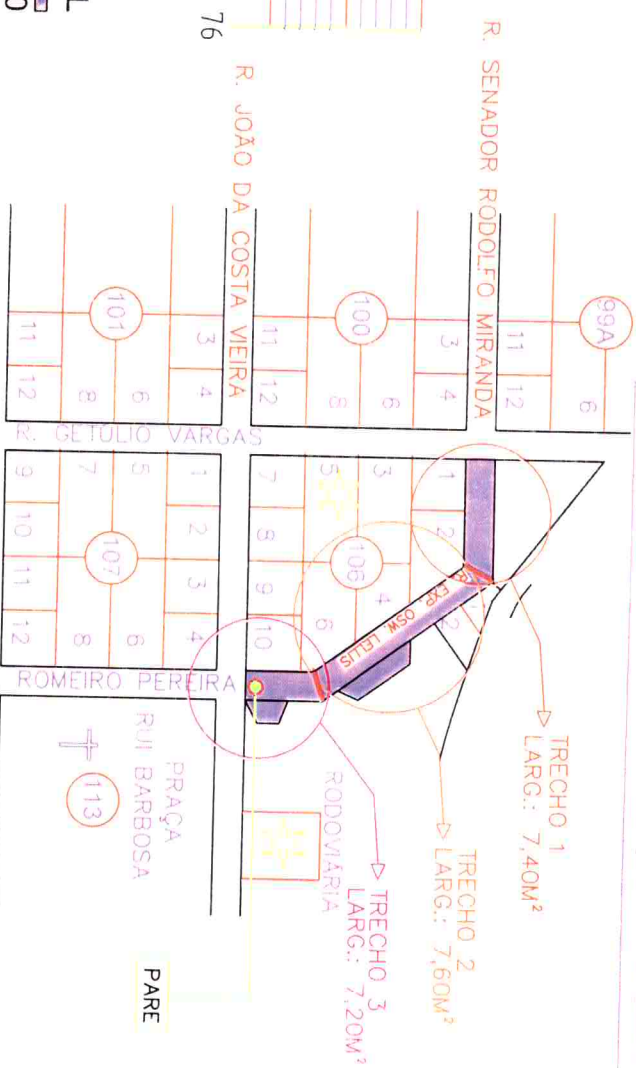 R. SENADOR RODOLFO MIRANDA
R. JOÃO DA COSTA VIEIRA
76
99A
6
11
12
100
3
4
6
8
11
12
101
3
4
6
8
11
12
R. GETÚLIO VARGAS
1
2
3
4
5
6
7
8
9
10
106
1
2
3
4
5
6
7
8
9
10
11
12
107
EXP. OSW. LELLIS
2
ROMEIRO PEREIRA
PRAÇA
RUI BARBOSA
113
RODOVIÁRIA
TRECHO 1
LARG.: 7,40M²
TRECHO 2
LARG.: 7,60M²
TRECHO 3
LARG.: 7,20M²
PARE